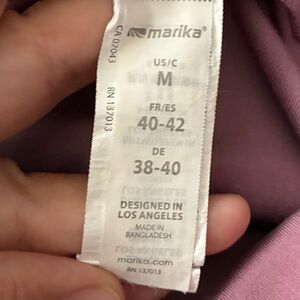 marika®
US/C
M
FR/ES
40-42
DE
38-40
DESIGNED IN
LOS ANGELES
MADE IN
BANGLADESH
marika.com
RN 137013
CA 07043
RN 137013